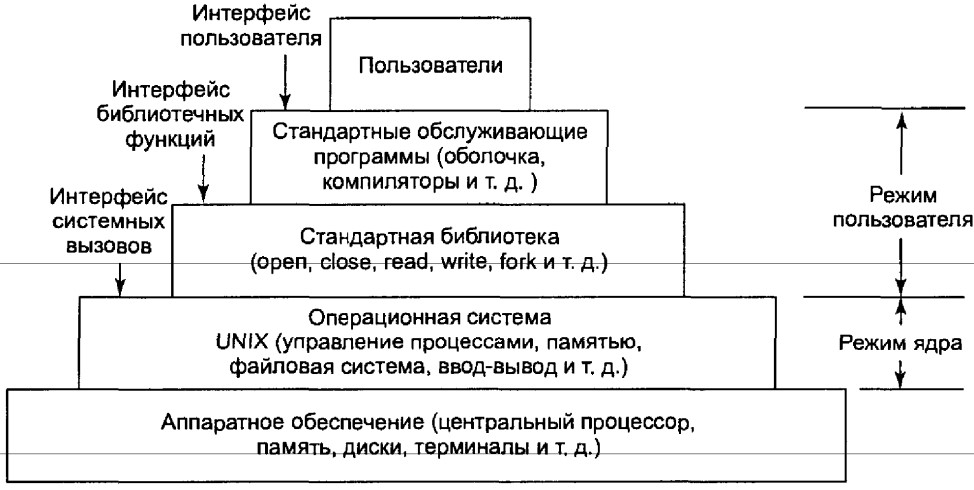 Интерфейс
пользователя
Пользователи
Интерфейс
библиотечных
функций
Стандартные обслуживающие
программы (оболочка,
компиляторы и т. д. )
Интерфейс
системных
вызовов
Стандартная библиотека
(open, close, read, write, fork и т. д.)
Режим
пользователя
Операционная система
UNIX (управление процессами, памятью,
файловая система, ввод-вывод и т. д.)
Режим ядра
Аппаратное обеспечение (центральный процессор,
память, диски, терминалы и т. д.)